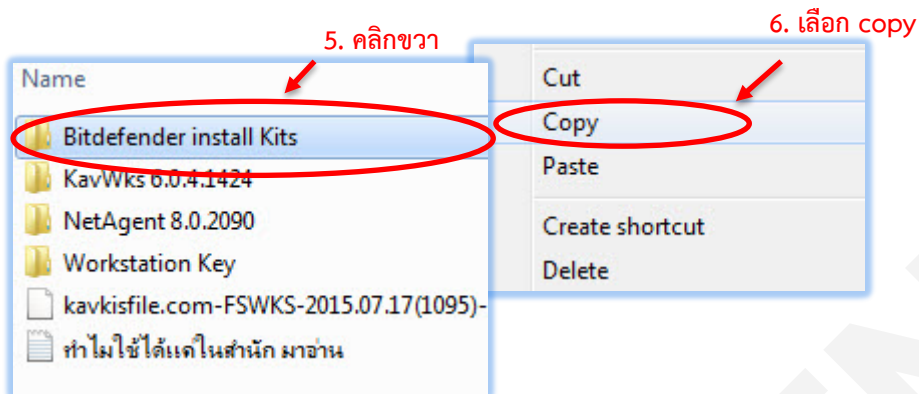 5. คลิกขวา
6. เลือก copy
Name
Bitdefender install Kits
KavWks 6.0.4.1424
NetAgent 8.0.2090
Workstation Key
kavkisfile.com-FSWKS-2015.07.17(1095)-
ทำไมใช้ได้แต่ในสำนัก มาอ่าน
Cut
Copy
Paste
Create shortcut
Delete